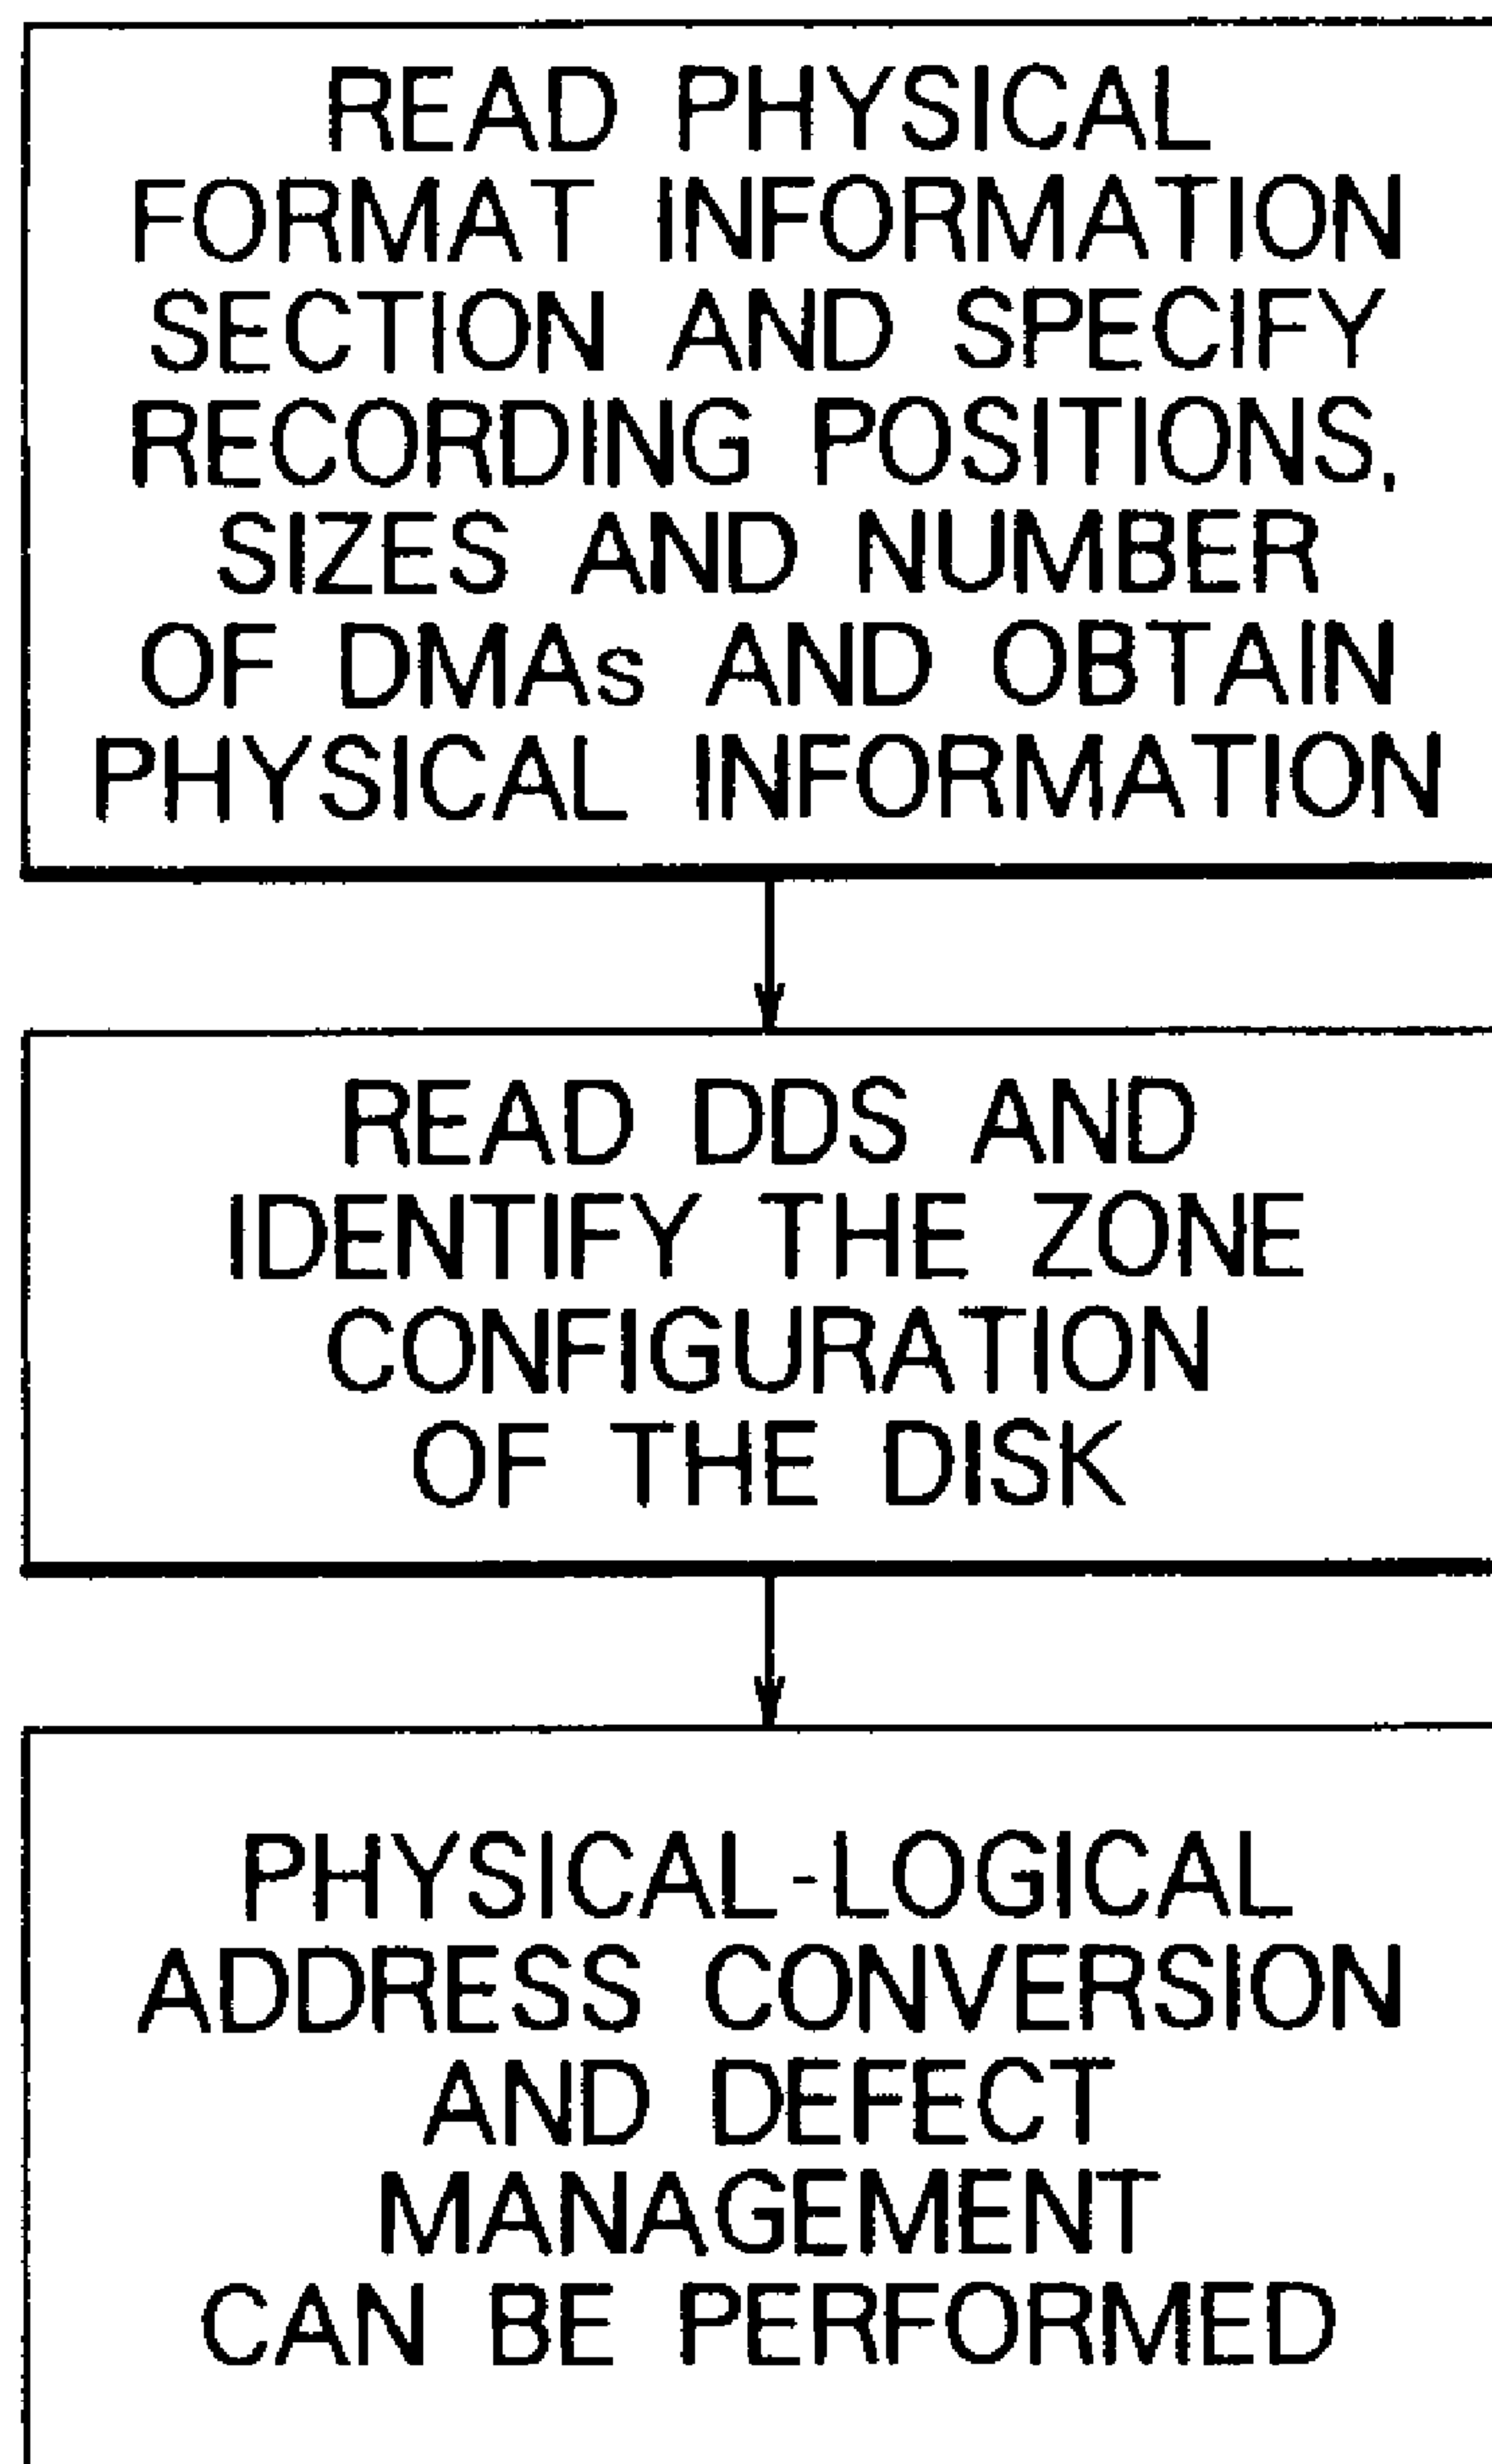 READ PHYSICAL
FORMAT INFORMATION
SECTION AND SPECIFY
RECORDING POSITIONS,
SIZES AND NUMBER
OF DMAs AND OBTAIN
PHYSICAL INFORMATION
READ DDS AND
IDENTIFY THE ZONE
CONFIGURATION
OF THE DISK
PHYSICAL-LOGICAL
ADDRESS CONVERSION
AND DEFECT
MANAGEMENT
CAN BE PERFORMED